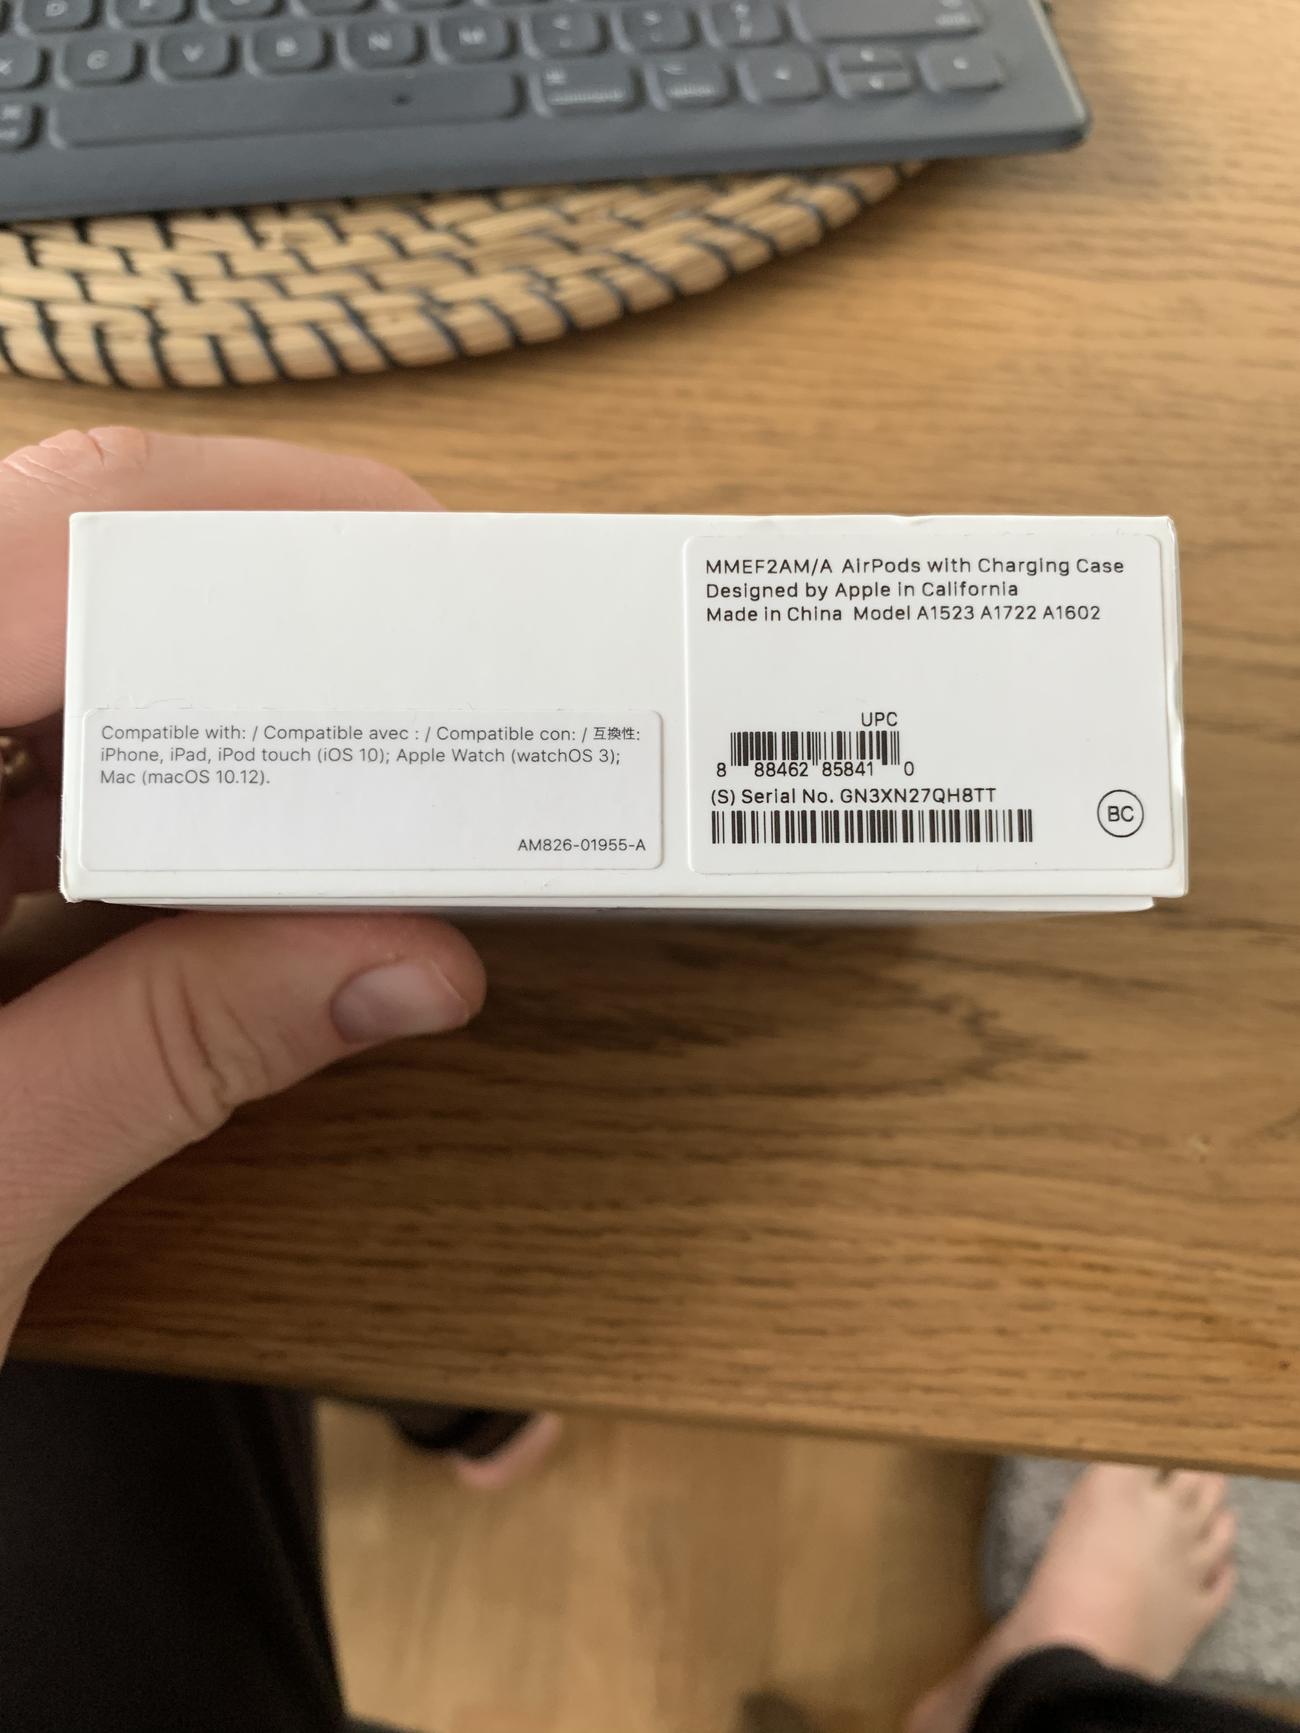 C V B N M
command option
Compatible with: / Compatible avec : / Compatible con: / 互換性:
iPhone, iPad, iPod touch (iOS 10); Apple Watch (watchOS 3);
Mac (macOS 10.12).
AM826-01955-A
MMEF2AM/A AirPods with Charging Case
Designed by Apple in California
Made in China Model A1523 A1722 A1602
UPC
8 88462 85841 0
(S) Serial No. GN3XN27QH8TT
BC